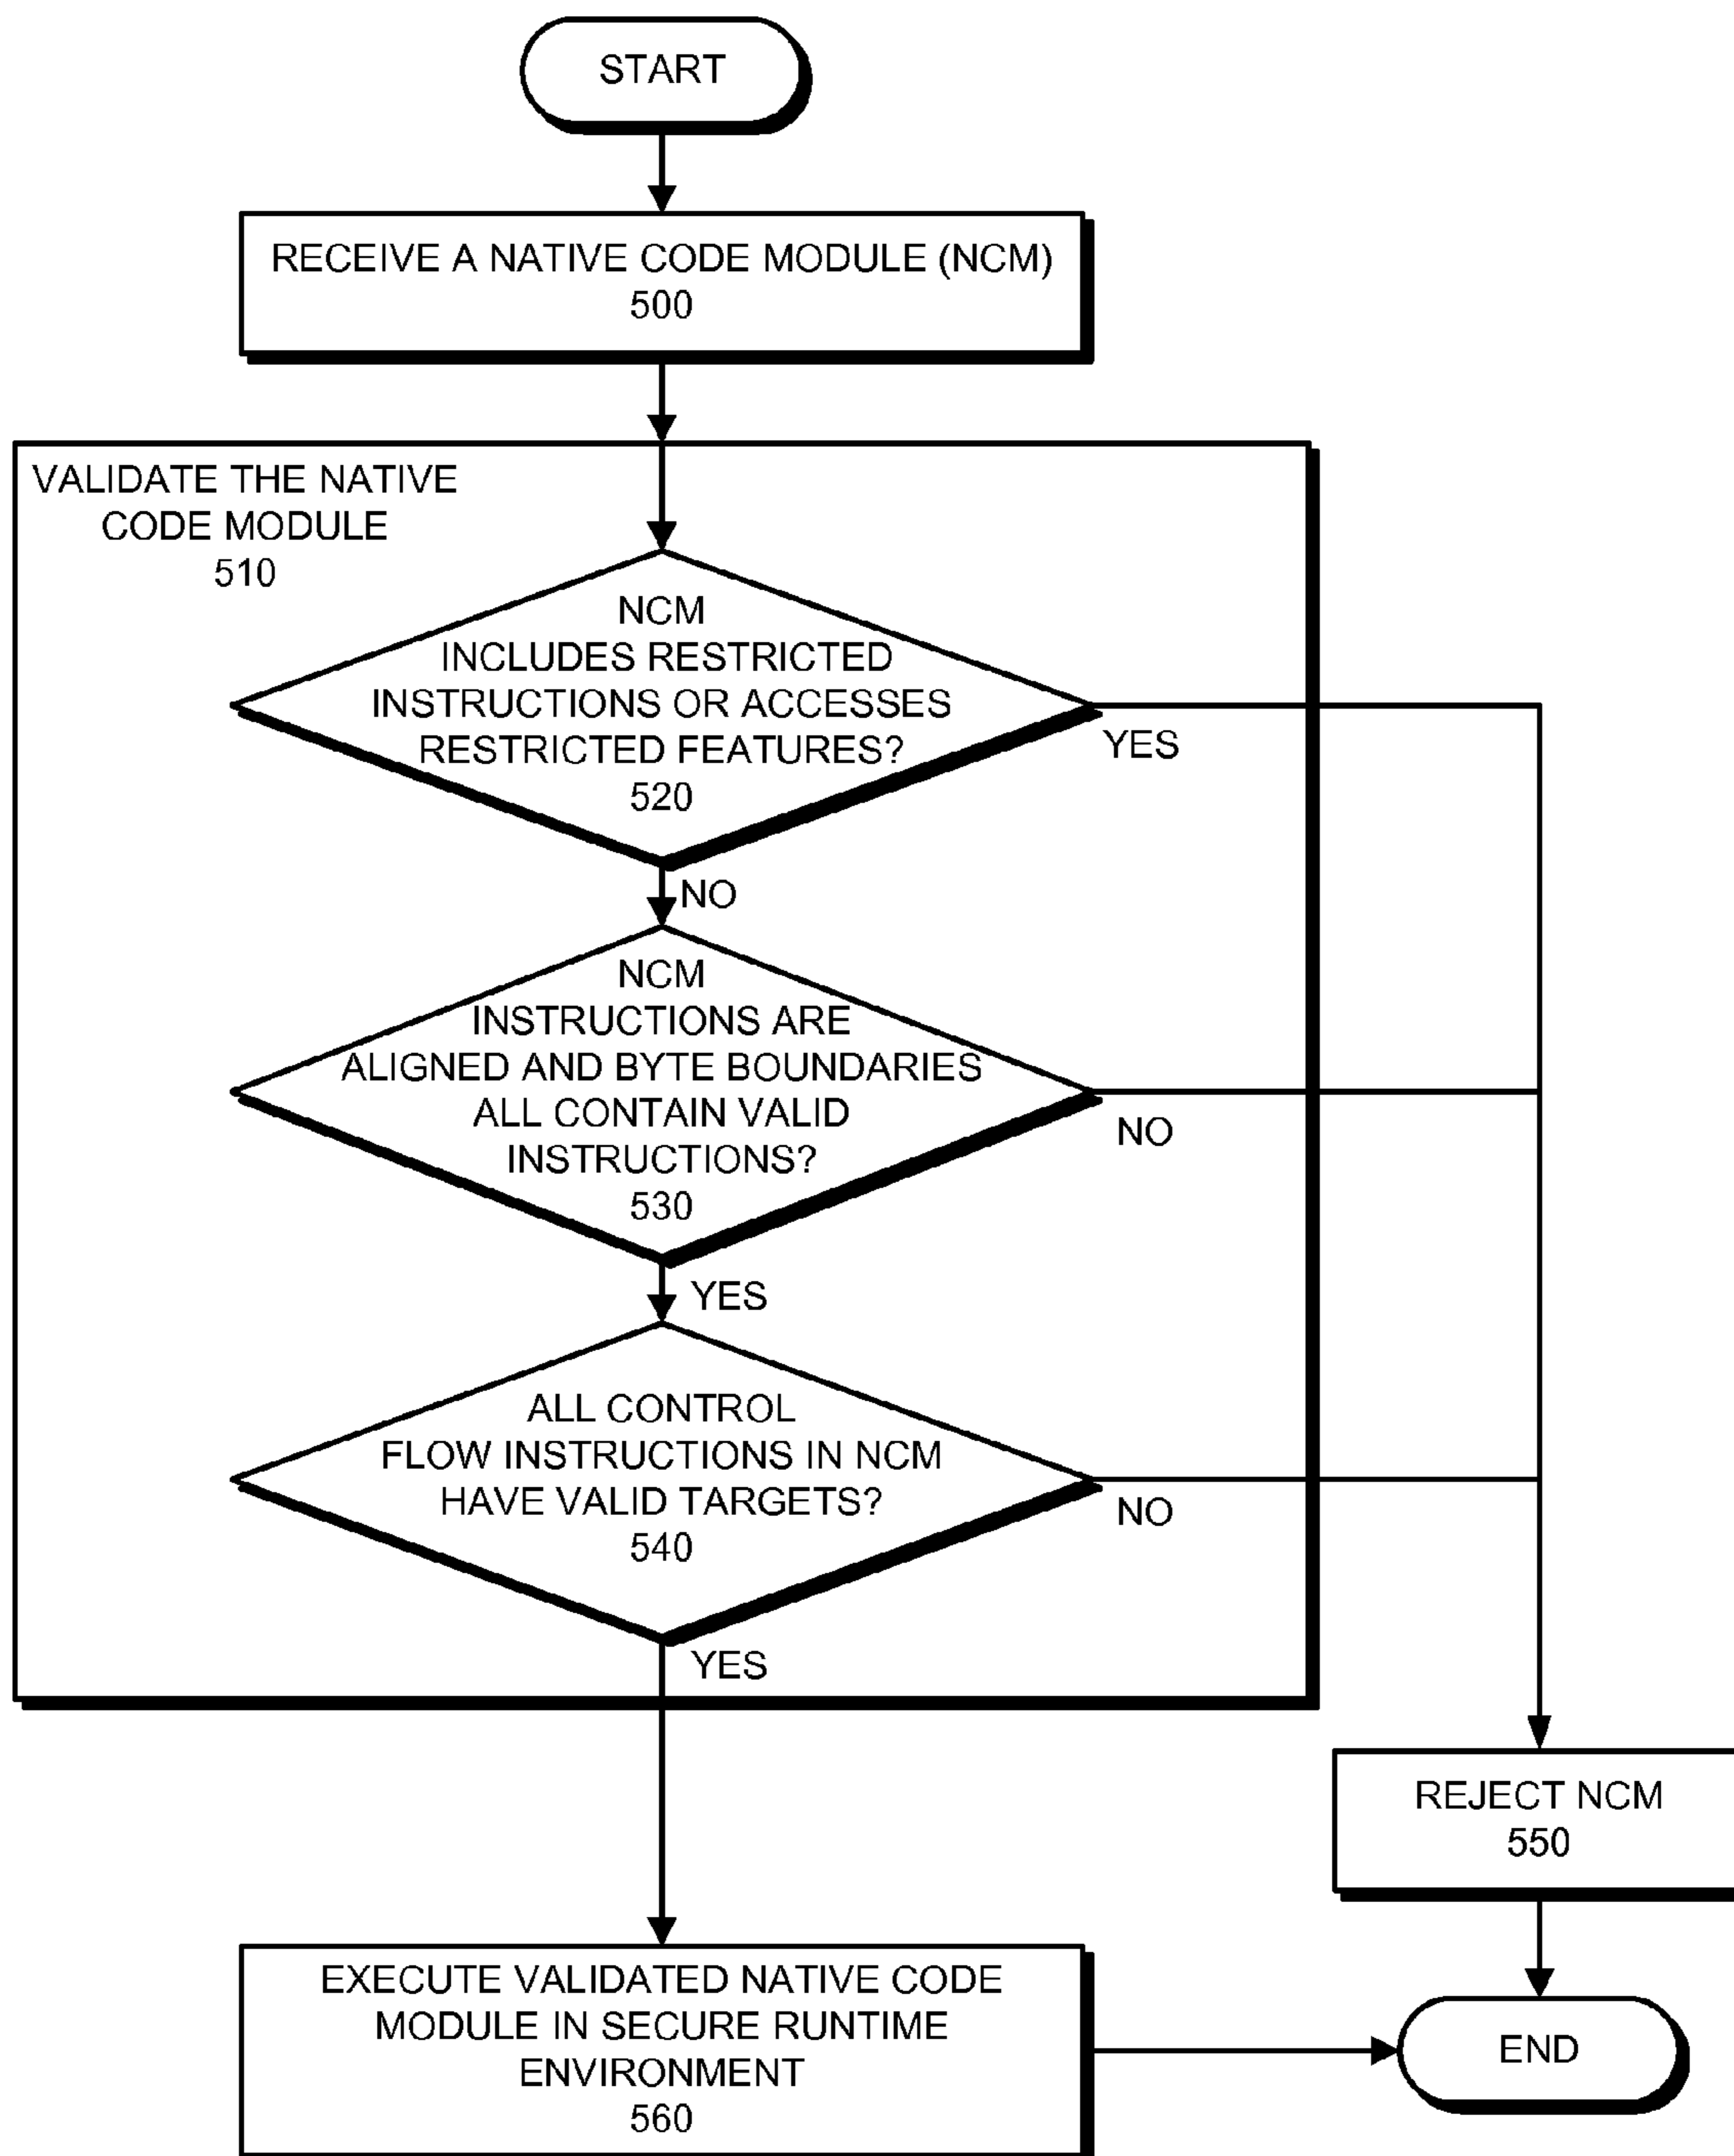 START
RECEIVE A NATIVE CODE MODULE (NCM)
500
VALIDATE THE NATIVE
CODE MODULE
510
NCM
INCLUDES RESTRICTED
INSTRUCTIONS OR ACCESSES
RESTRICTED FEATURES?
520
YES
NO
NCM
INSTRUCTIONS ARE
ALIGNED AND BYTE BOUNDARIES
ALL CONTAIN VALID
INSTRUCTIONS?
530
NO
YES
ALL CONTROL
FLOW INSTRUCTIONS IN NCM
HAVE VALID TARGETS?
540
NO
YES
REJECT NCM
550
EXECUTE VALIDATED NATIVE CODE
MODULE IN SECURE RUNTIME
ENVIRONMENT
560
END